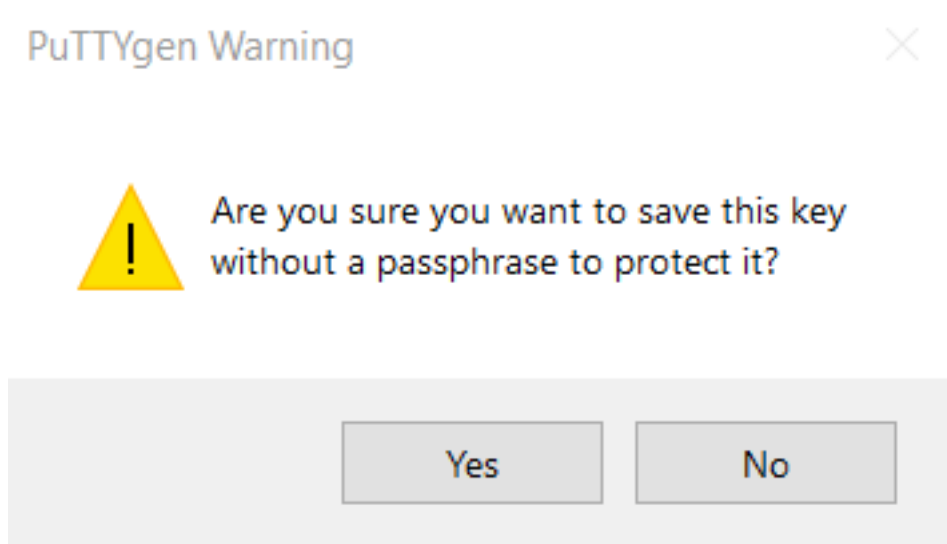 PuTTYgen Warning
Are you sure you want to save this key
without a passphrase to protect it?
Yes
No